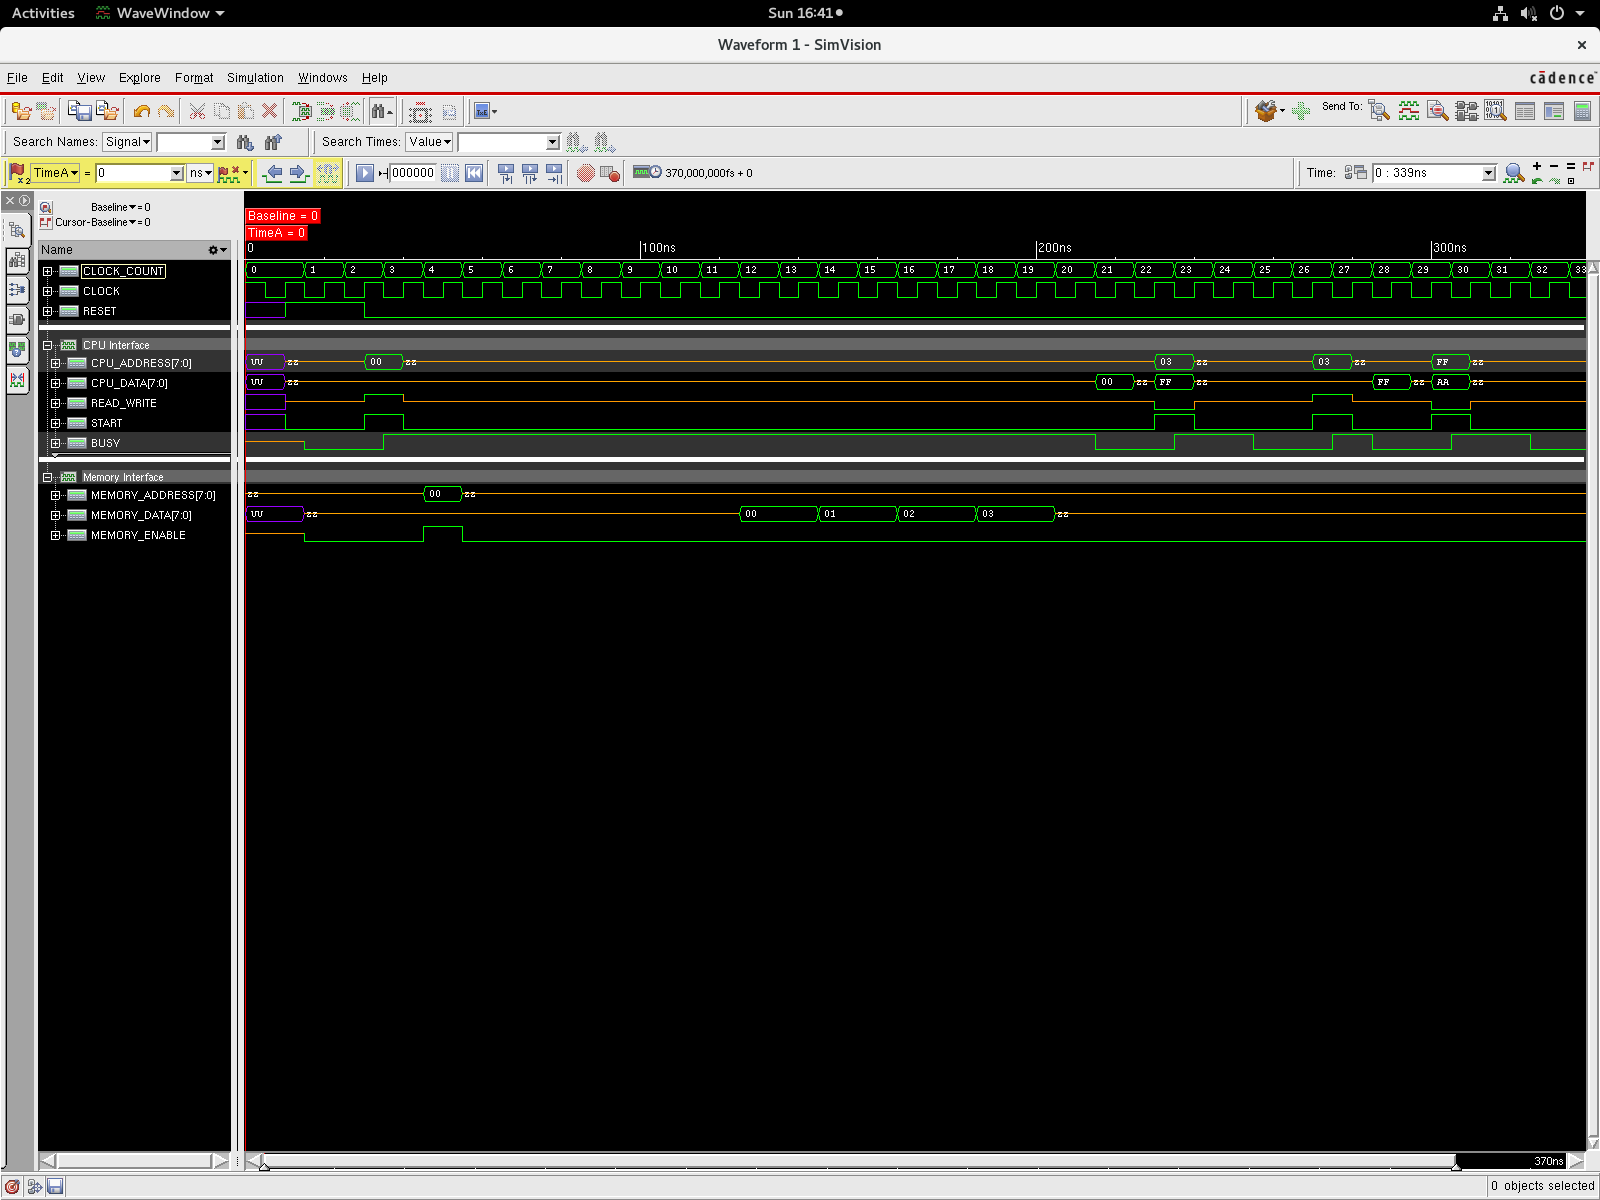 Activities WaveWindow Sun 16:41
Waveform 1 - SimVision
File Edit View Explore Format Simulation Windows Help cādence
Send To:
Search Names: Signal Search Times: Value
TimeA = 0 ns 000000 370,000,000fs + 0 Time: 0 : 339ns
Baseline = 0
Cursor-Baseline = 0
Baseline = 0
TimeA = 0
Name 0 100ns 200ns 300ns
CLOCK_COUNT 0 1 2 3 4 5 6 7 8 9 10 11 12 13 14 15 16 17 18 19 20 21 22 23 24 25 26 27 28 29 30 31 32 33
CLOCK
RESET
CPU Interface
CPU_ADDRESS[7:0] UU zz 00 zz 03 zz 03 zz FF zz
CPU_DATA[7:0] UU zz 00 zz FF zz FF zz AA zz
READ_WRITE
START
BUSY
Memory Interface
MEMORY_ADDRESS[7:0] zz 00 zz
MEMORY_DATA[7:0] UU zz 00 01 02 03 zz
MEMORY_ENABLE
370ns
0 objects selected